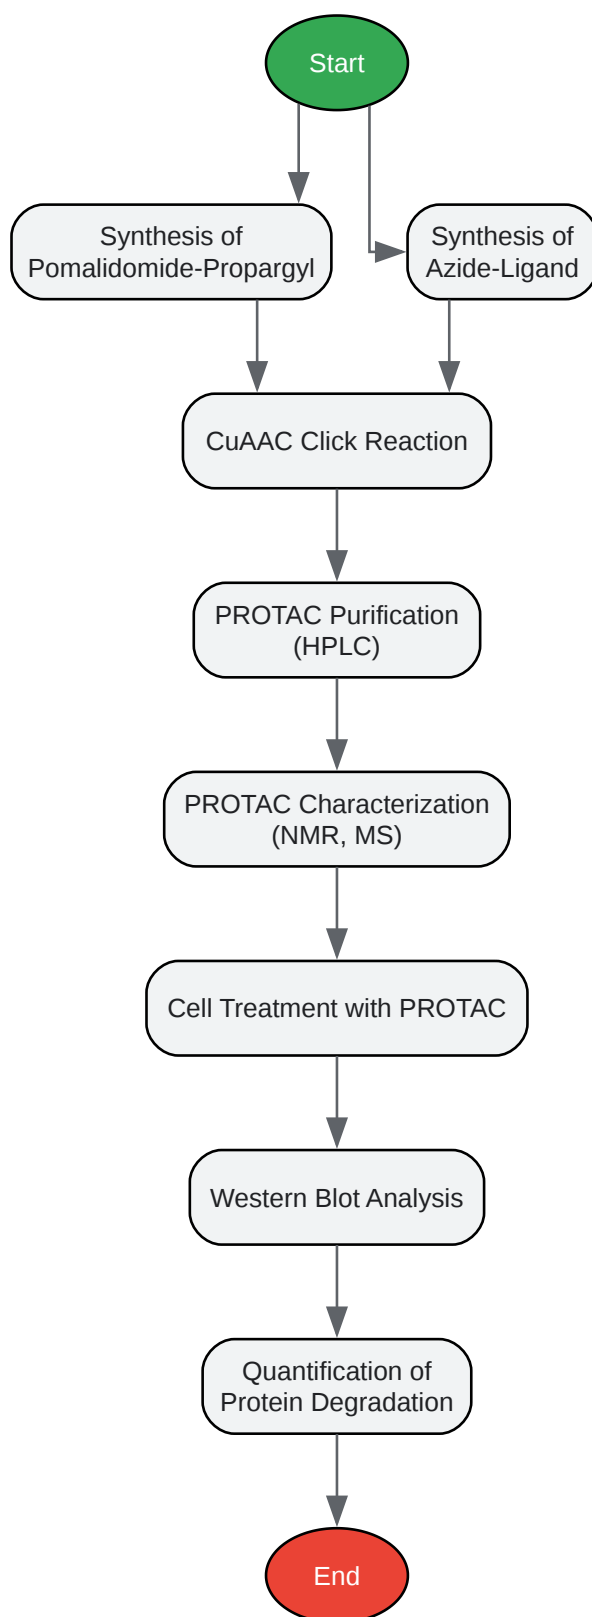 Start
Synthesis of
Pomalidomide-Propargyl
Synthesis of
Azide-Ligand
CuAAC Click Reaction
PROTAC Purification
(HPLC)
PROTAC Characterization
(NMR, MS)
Cell Treatment with PROTAC
Western Blot Analysis
Quantification of
Protein Degradation
End